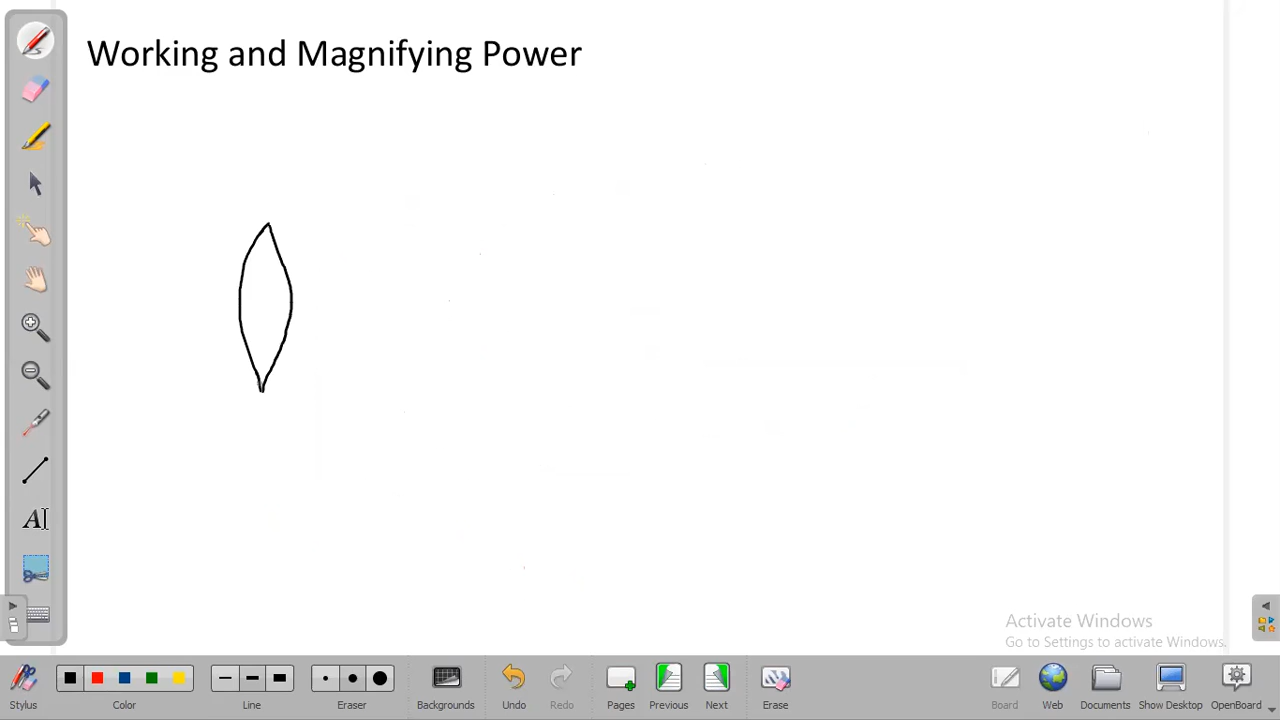 Working and Magnifying Power
A
Activate Windows
Go to Settings to activate Windows.
Stylus
Color
Line
Eraser
Backgrounds
Undo
Redo
Pages
Previous
Next
Erase
Board
Web
Documents
Show Desktop
OpenBoard